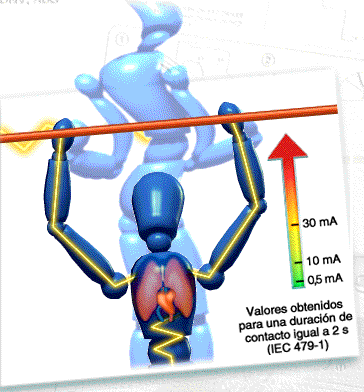 30 mA
10 mA
0,5 mA
Valores obtenidos
para una duración de
contacto igual a 2 s
(IEC 479-1)